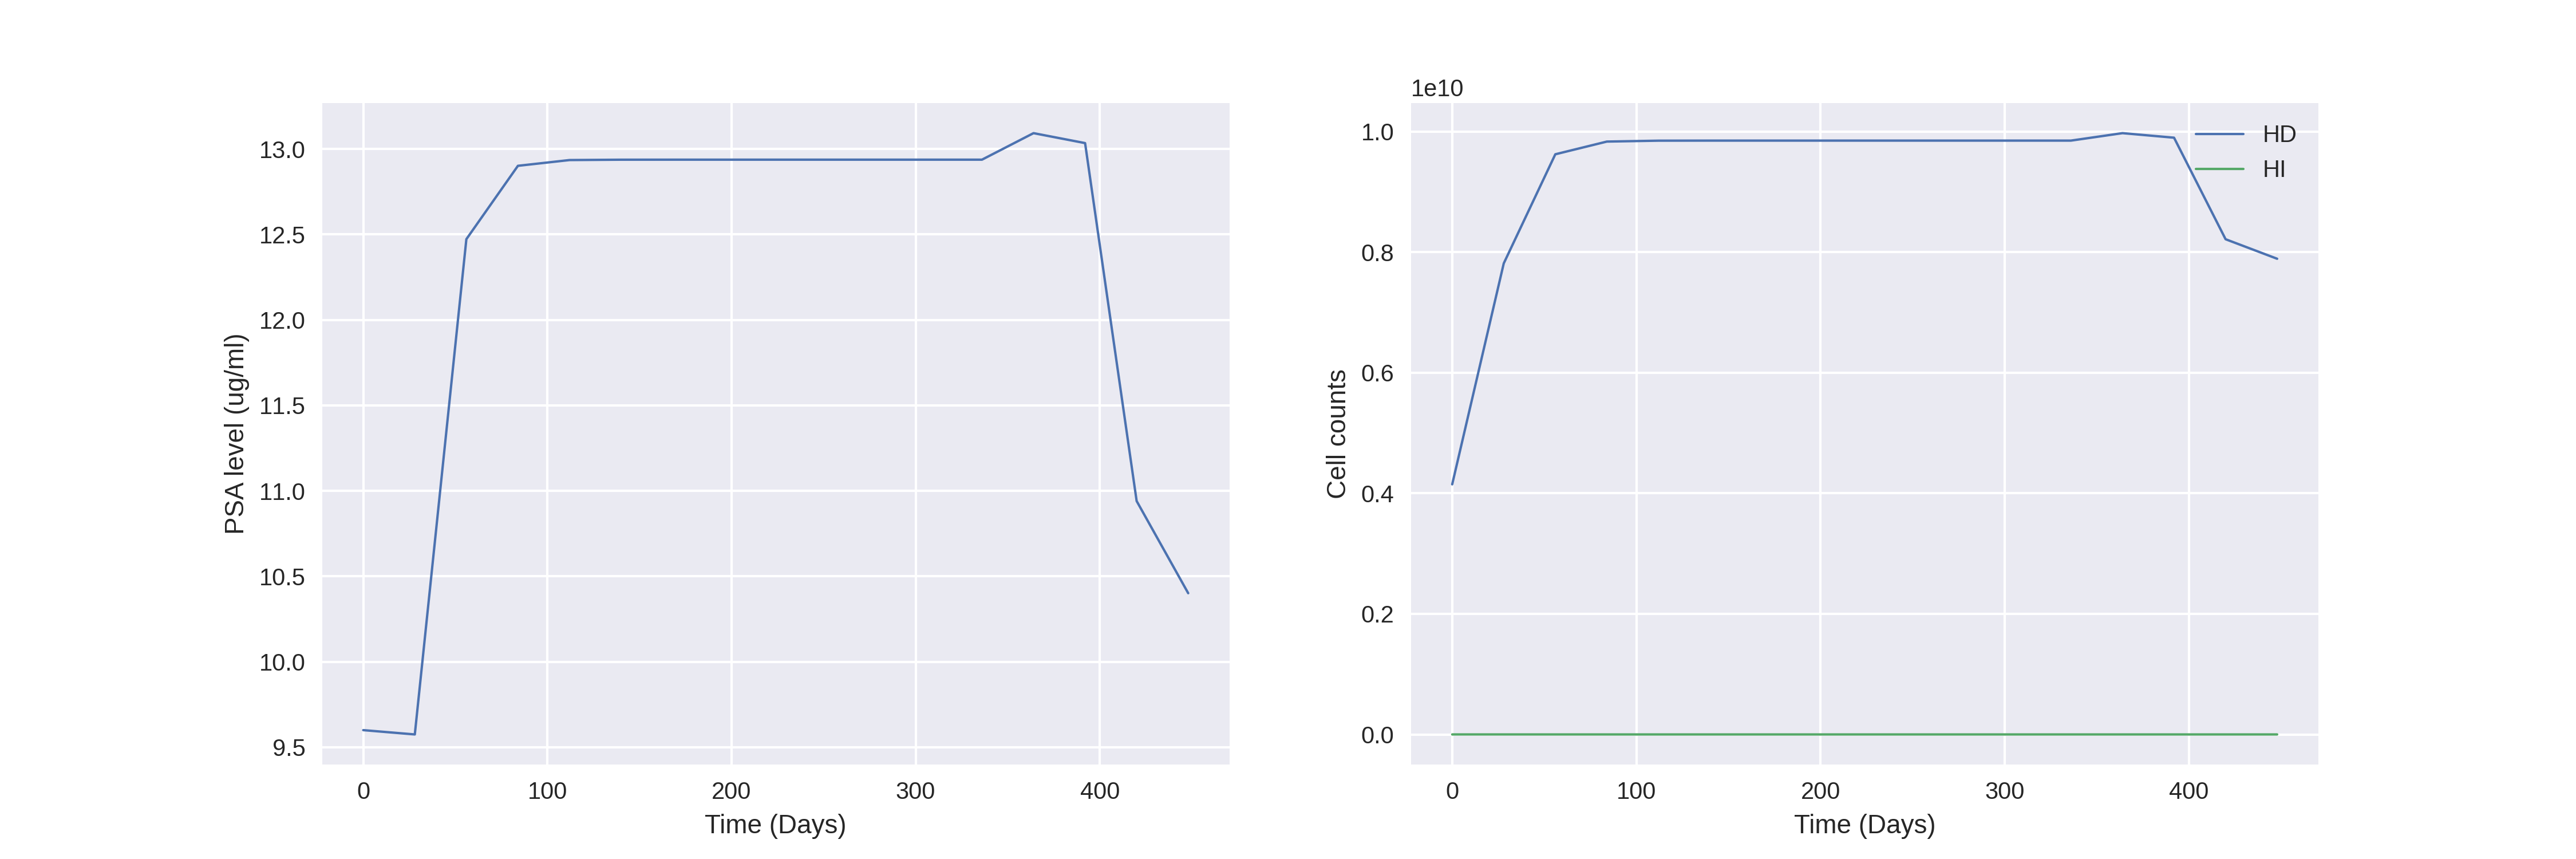 13.0
12.5
12.0
11.5
11.0
10.5
10.0
9.5
PSA level (ug/ml)
0 100 200 300 400
Time (Days)
1e10
1.0
0.8
0.6
0.4
0.2
0.0
Cell counts
HD
HI
0 100 200 300 400
Time (Days)